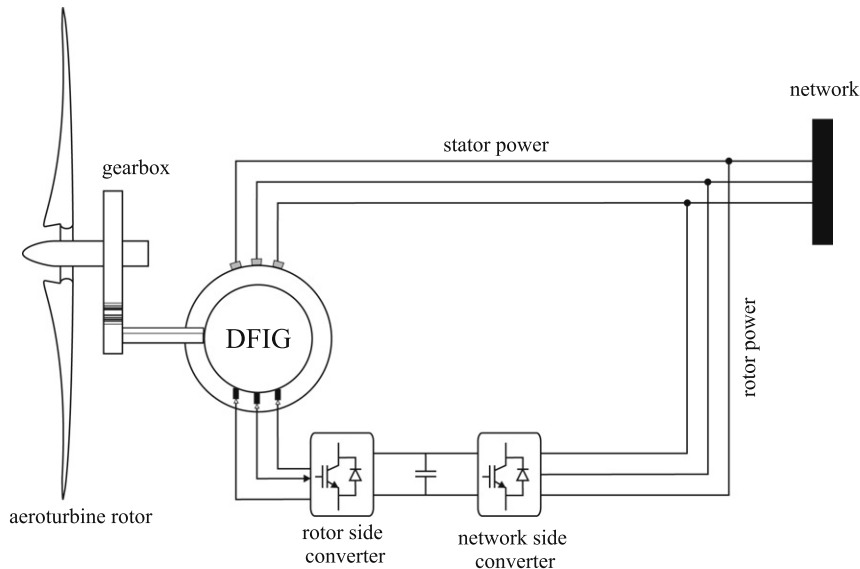 network
stator power
gearbox
DFIG
rotor power
aeroturbine rotor
rotor side
converter
network side
converter